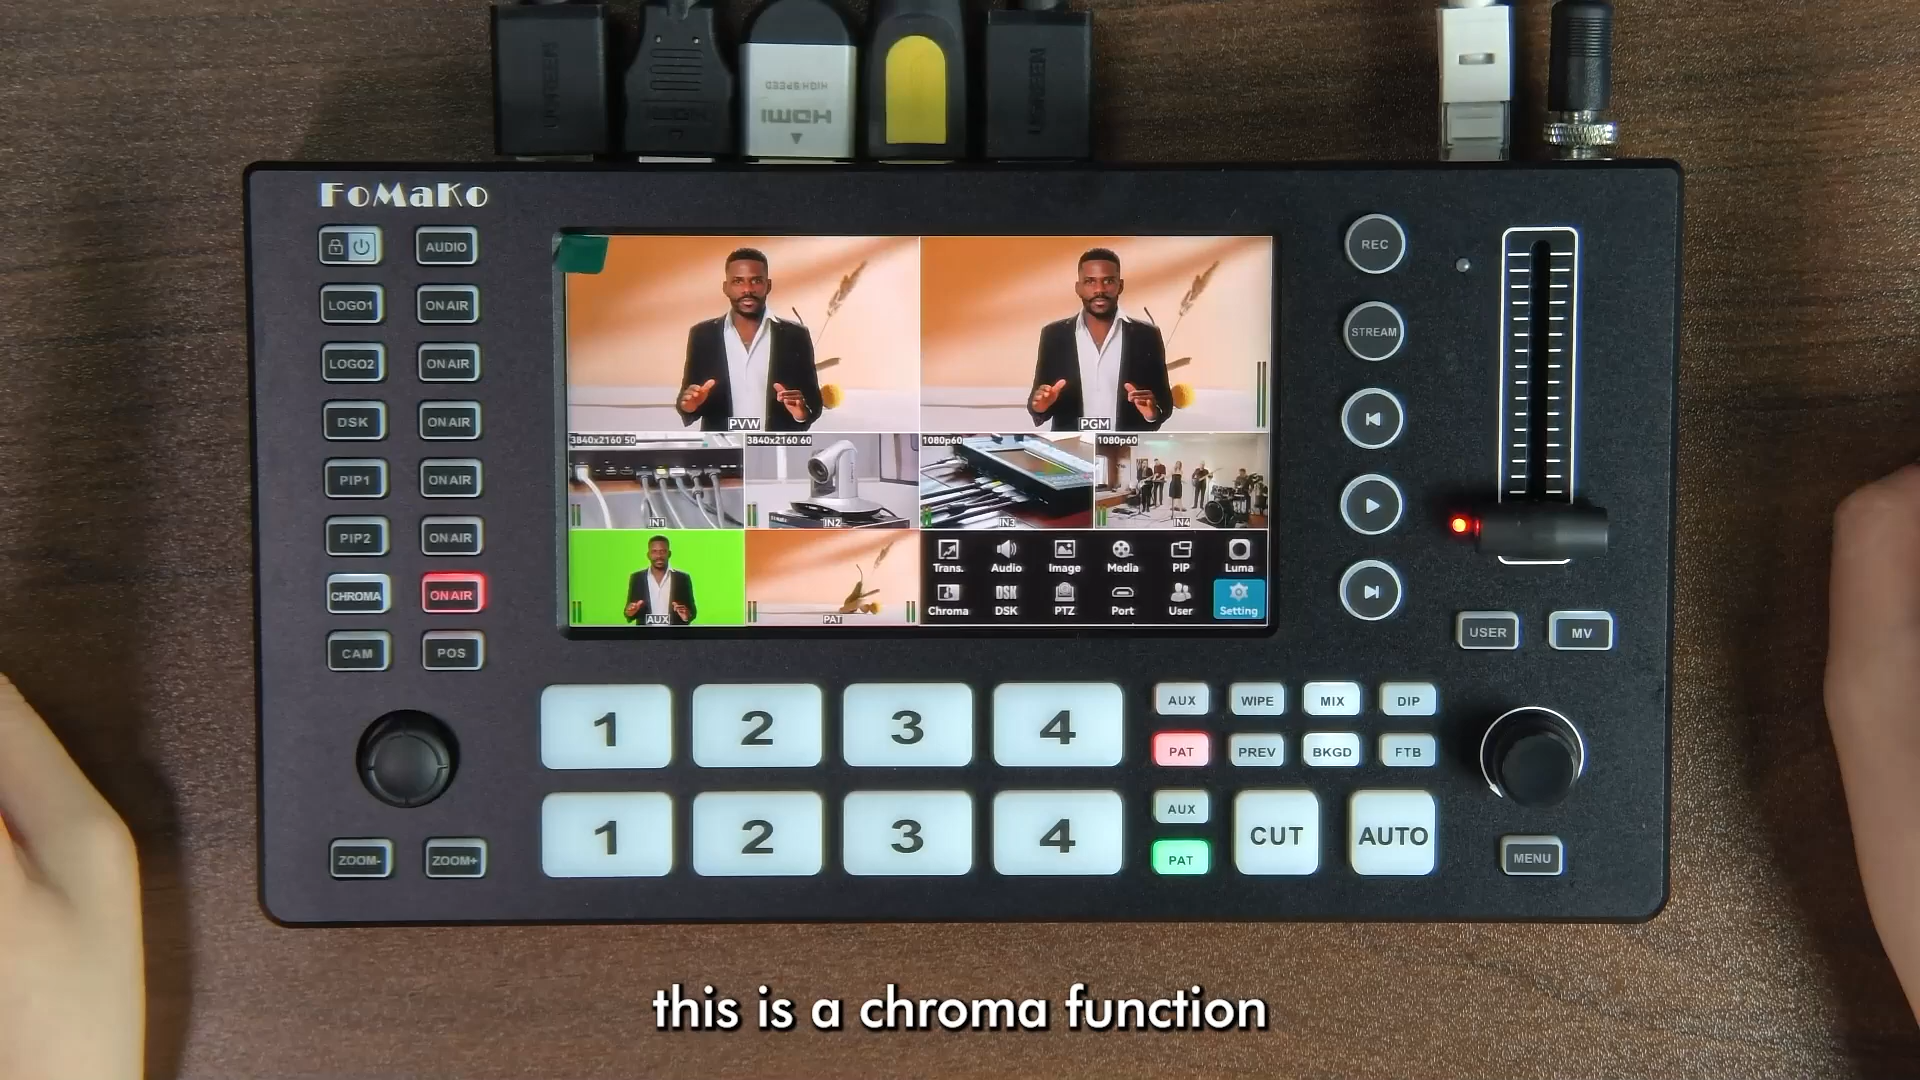 UGREEN
HIGH SPEED
HDMI
UGREEN
FoMaKo
AUDIO
REC
LOGO1
ON AIR
STREAM
LOGO2
ON AIR
DSK
ON AIR
PIP1
ON AIR
PIP2
ON AIR
CHROMA
ON AIR
CAM
POS
ZOOM-
ZOOM+
PVW
PGM
3840x2160 50
3840x2160 60
1080p60
1080p60
IN1
IN2
IN3
IN4
AUX
PAT
Trans.
Audio
Image
Media
PIP
Luma
Chroma
DSK
DSK
PTZ
Port
User
Setting
USER
MV
1
2
3
4
AUX
WIPE
MIX
DIP
PAT
PREV
BKGD
FTB
1
2
3
4
AUX
PAT
CUT
AUTO
MENU
this is a chroma function